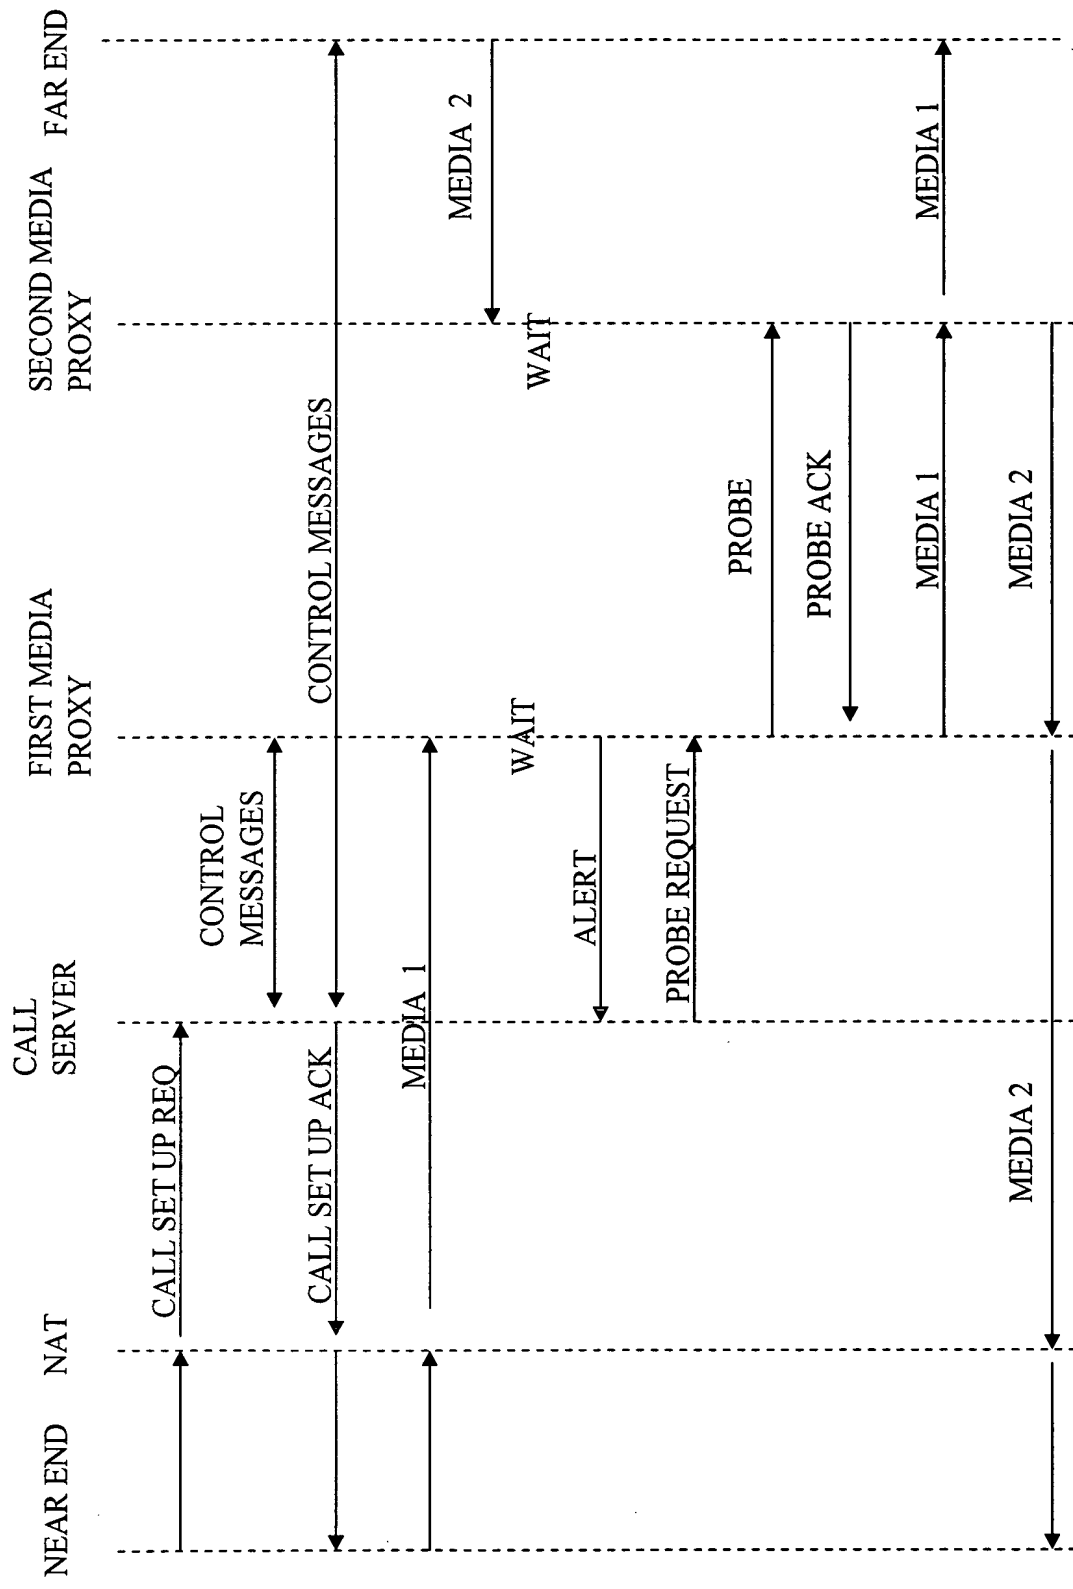 NEAR END
NAT
CALL
SERVER
FIRST MEDIA
PROXY
SECOND MEDIA
PROXY
FAR END
CALL SET UP REQ
CONTROL
MESSAGES
CALL SET UP ACK
CONTROL MESSAGES
MEDIA 1
MEDIA 2
WAIT
WAIT
ALERT
PROBE REQUEST
PROBE
PROBE ACK
MEDIA 1
MEDIA 1
MEDIA 2
MEDIA 2